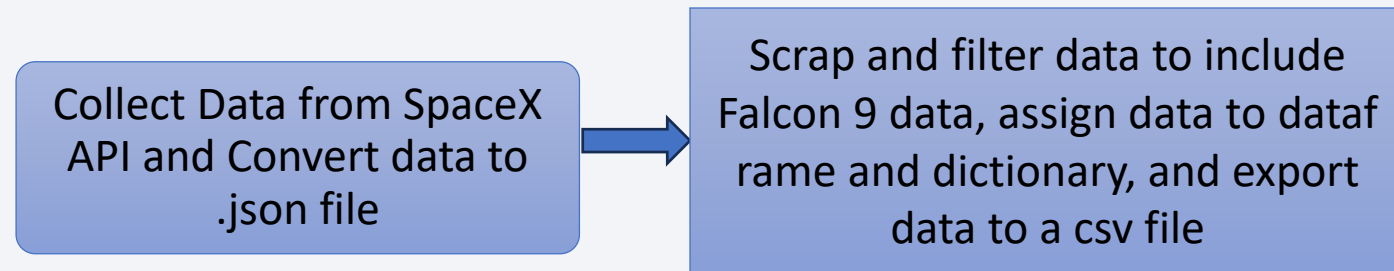 Collect Data from SpaceX
API and Convert data to
.json file
Scrap and filter data to include
Falcon 9 data, assign data to dataf
rame and dictionary, and export
data to a csv file